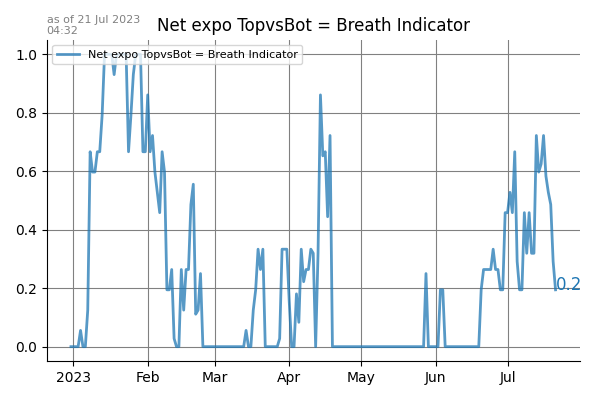 as of 21 Jul 2023
04:32
Net expo TopvsBot = Breath Indicator
Net expo TopvsBot = Breath Indicator
1.0
0.8
0.6
0.4
0.2
0.0
0.2
2023 Feb Mar Apr May Jun Jul